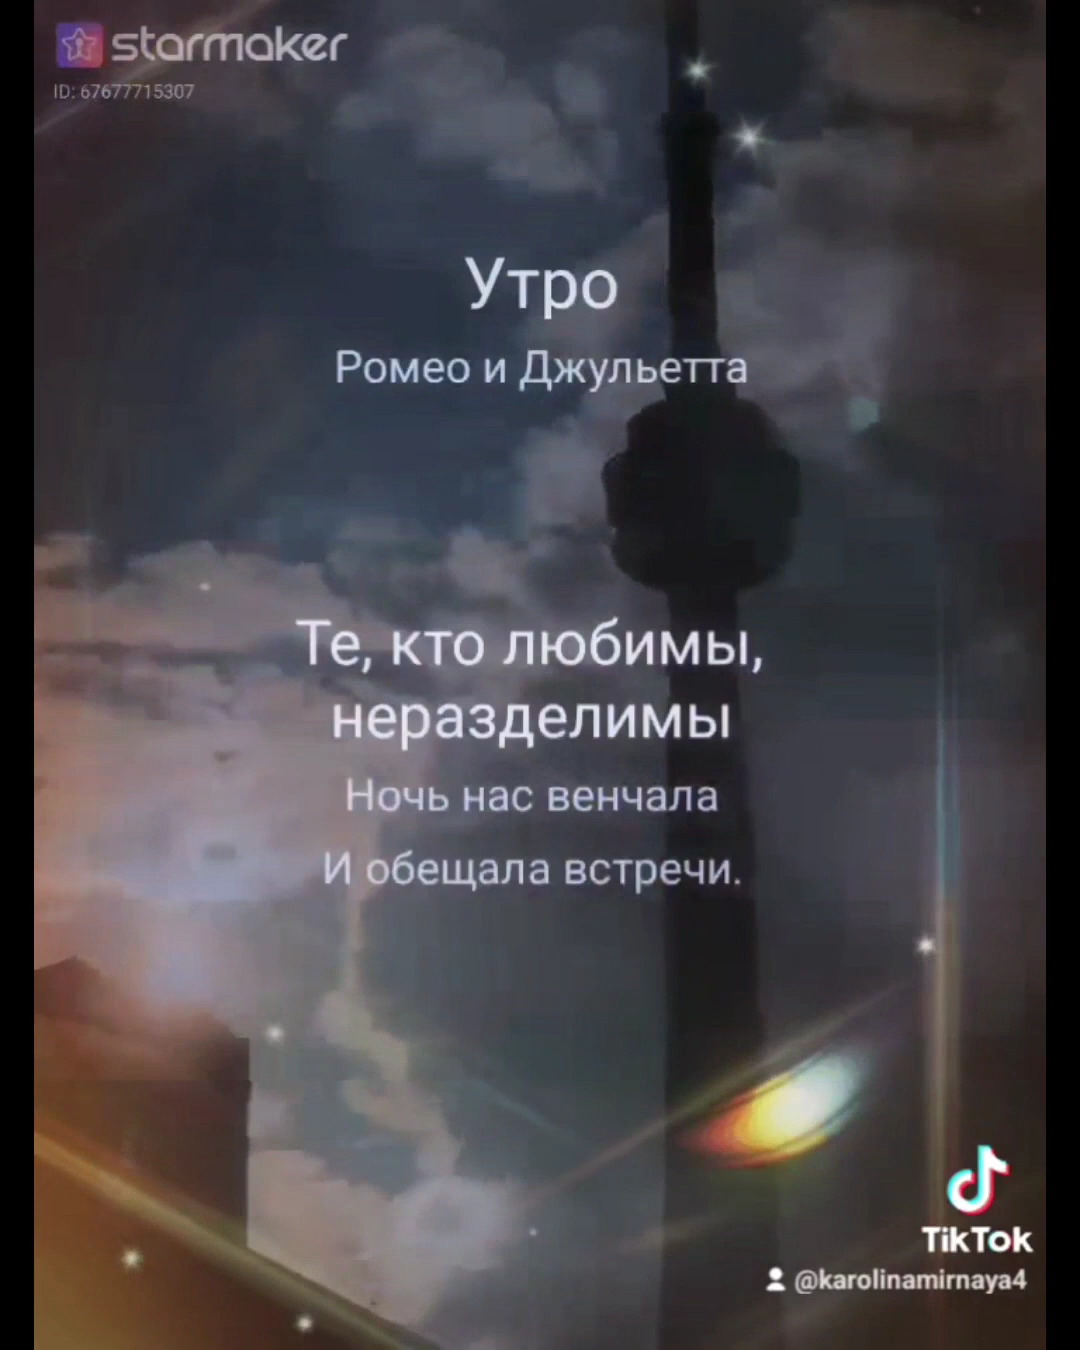 starmaker
ID: 67677715307
Утро
Ромео и Джульетта
Те, кто любимы,
неразделимы
Ночь нас венчала
И обещала встречи.
TikTok
@karolinamirnaya4